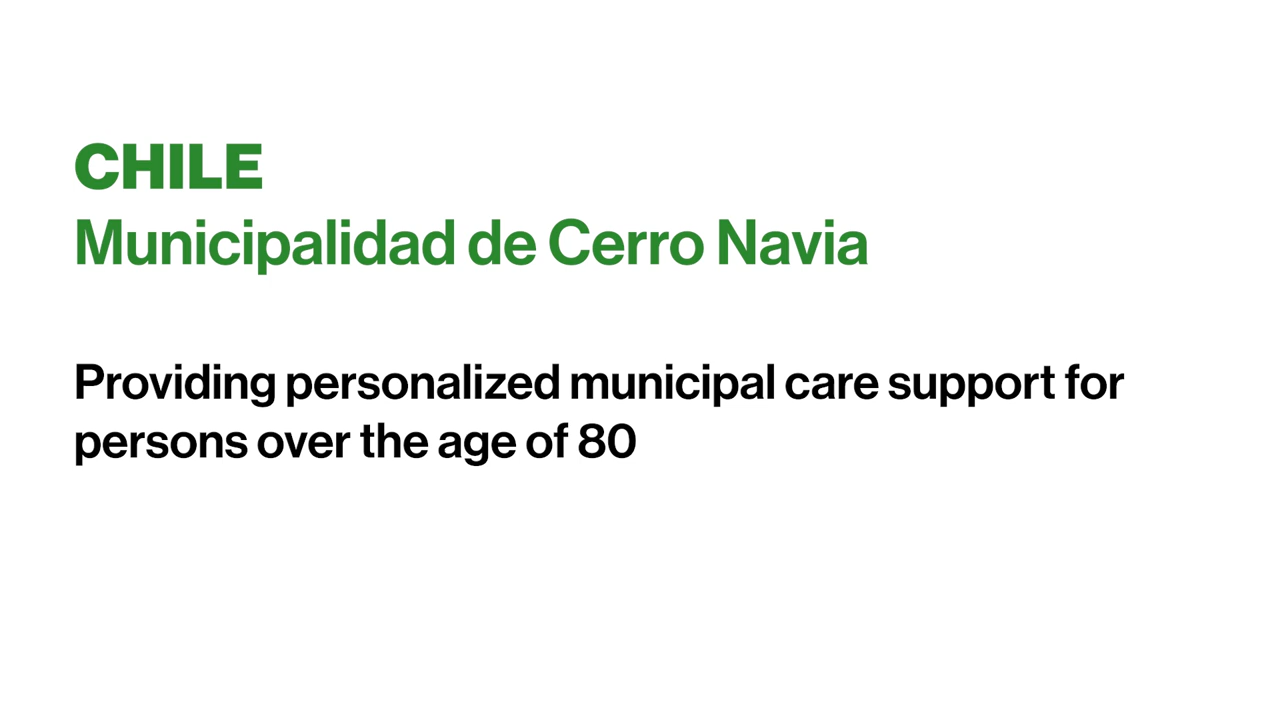 CHILE
Municipalidad de Cerro Navia
Providing personalized municipal care support for
persons over the age of 80